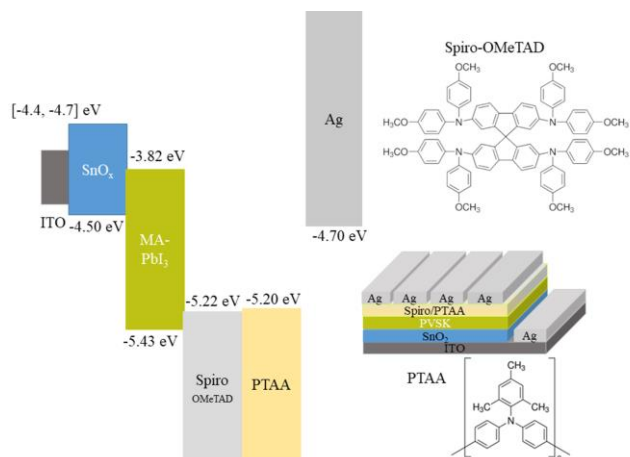 [-4.4, -4.7] eV
SnOₓ
ITO
-4.50 eV
-3.82 eV
MA-
PbI₃
-5.43 eV
-5.22 eV
Spiro
OMeTAD
-5.20 eV
PTAA
Ag
-4.70 eV
Spiro-OMeTAD
OCH₃
OCH₃
OCH₃
OCH₃
H₃CO
N
N
OCH₃
H₃CO
N
N
OCH₃
OCH₃
OCH₃
Ag Ag Ag Ag
Spiro/PTAA
PVSK
SnO₂
Ag
ITO
PTAA
CH₃
H₃C
CH₃
N